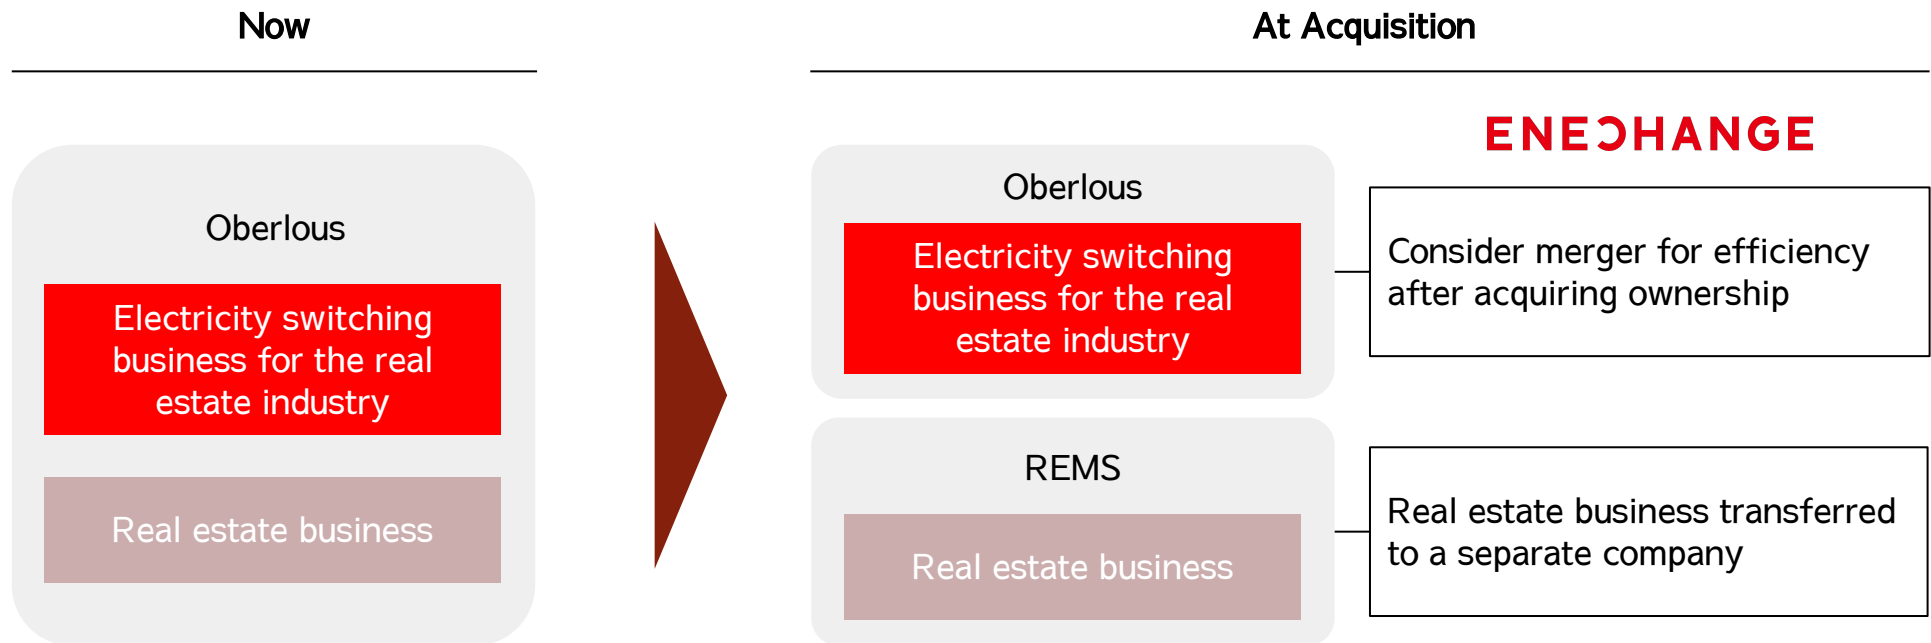 Now
At Acquisition
Oberlous
Electricity switching
business for the real
estate industry
Real estate business
ENECHANGE
Oberlous
Electricity switching
business for the real
estate industry
Consider merger for efficiency
after acquiring ownership
REMS
Real estate business
Real estate business transferred
to a separate company